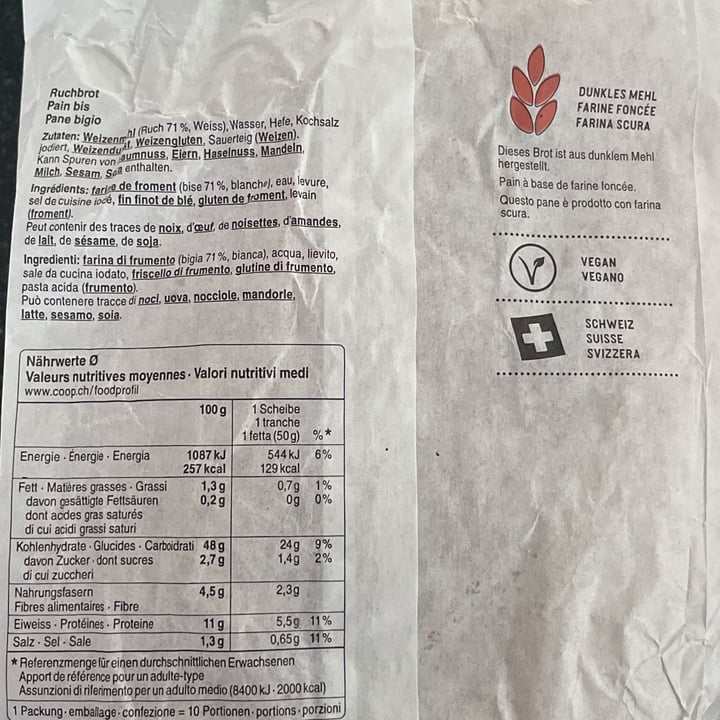 Ruchbrot
Pain bis
Pane bigio
Zutaten: Weizenm hl (Ruch 71%, Weiss), Wasser, Hefe, Kochsalz
jodiert, Weizendu t, Weizengluten, Sauerteig (Weizen).
Kann Spuren von aumnuss, Eiern, Haselnuss, Mandeln,
Milch, Sesam, enthalten.
Ingrédients: farine de froment (bise 71%, blanche), eau, levure,
sel de cuisine iodé, fin finot de blé, gluten de froment, levain
(froment).
Peut contenir des traces de noix, d'œuf, de noisettes, d'amandes,
de lait, de sésame, de soja.
Ingredienti: farina di frumento (bigia 71%, bianca), acqua, lievito,
sale da cucina iodato, friscello di frumento, glutine di frumento,
pasta acida (frumento).
Può contenere tracce di noci, uova, nocciole, mandorle,
latte, sesamo, soia.
Nährwerte Ø
Valeurs nutritives moyennes · Valori nutritivi medi
www.coop.ch/foodprofil
100 g 1 Scheibe
1 tranche
1 fetta (50g) %*
Energie · Énergie · Energia 1087 kJ 544 kJ 6%
257 kcal 129 kcal
Fett · Matières grasses · Grassi 1,3 g 0,7g 1%
davon gesättigte Fettsäuren 0,2 g 0g 0%
dont acides gras saturés
di cui acidi grassi saturi
Kohlenhydrate · Glucides · Carboidrati 48 g 24 g 9%
davon Zucker · dont sucres 2,7 g 1,4g 2%
di cui zuccheri
Nahrungsfasern 4,5 g 2,3g
Fibres alimentaires · Fibre
Eiweiss · Protéines · Proteine 11 g 5,5g 11%
Salz · Sel · Sale 1,3 g 0,65g 11%
* Referenzmenge für einen durchschnittlichen Erwachsenen
Apport de référence pour un adulte-type
Assunzioni di riferimento per un adulto medio (8400 kJ · 2000 kcal)
1 Packung · emballage · confezione = 10 Portionen · portions · porzioni
DUNKLES MEHL
FARINE FONCÉE
FARINA SCURA
Dieses Brot ist aus dunklem Mehl
hergestellt.
Pain à base de farine foncée.
Questo pane è prodotto con farina
scura.
VEGAN
VEGANO
SCHWEIZ
SUISSE
SVIZZERA